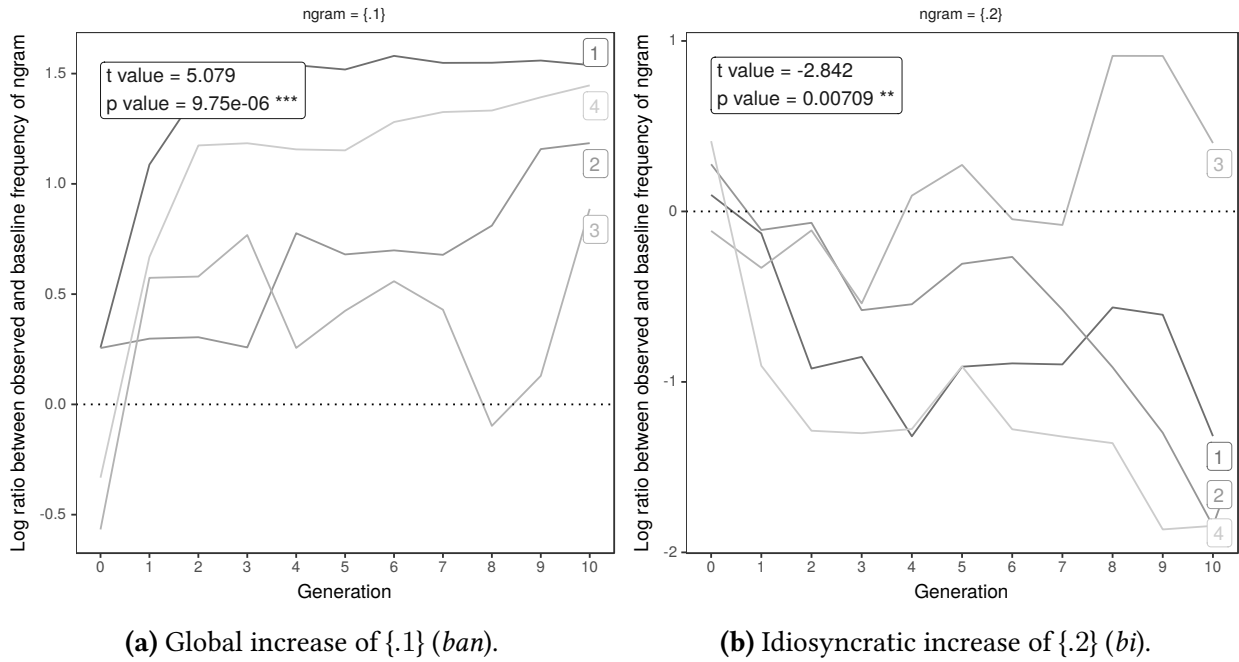 ngram = {.1}
Log ratio between observed and baseline frequency of ngram
1.5
1.0
0.5
0.0
-0.5
t value = 5.079
p value = 9.75e-06 ***
1
4
2
3
0 1 2 3 4 5 6 7 8 9 10
Generation
(a) Global increase of {.1} (ban).
ngram = {.2}
Log ratio between observed and baseline frequency of ngram
1
0
-1
-2
t value = -2.842
p value = 0.00709 **
3
1
2
4
0 1 2 3 4 5 6 7 8 9 10
Generation
(b) Idiosyncratic increase of {.2} (bi).